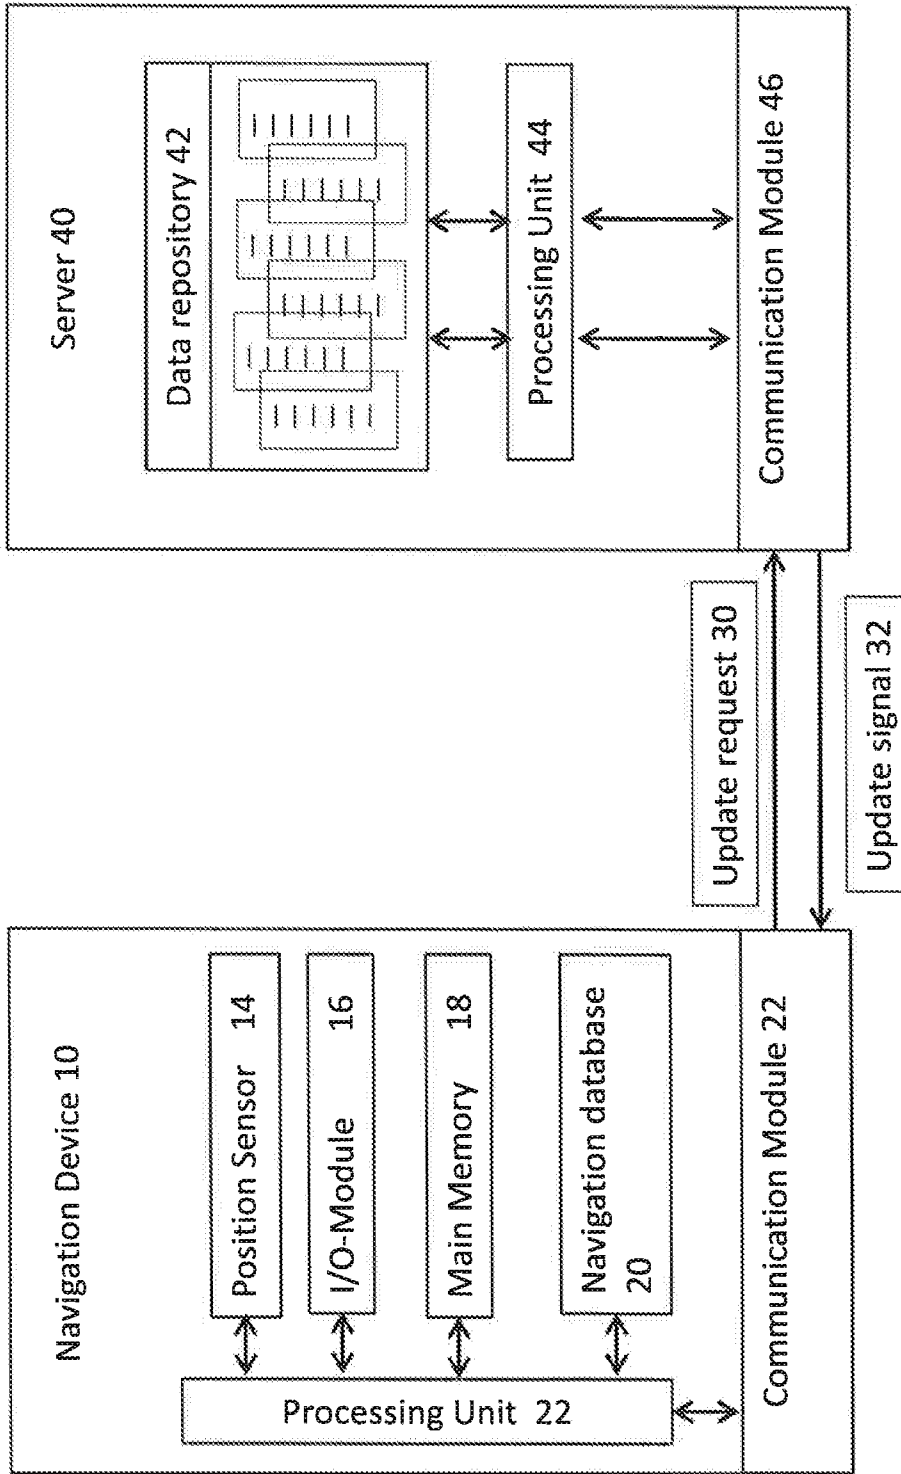 Navigation Device 10
Position Sensor 14
I/O-Module 16
Main Memory 18
Navigation database
20
Processing Unit 22
Communication Module 22
Update request 30
Update signal 32
Server 40
Data repository 42
Processing Unit 44
Communication Module 46